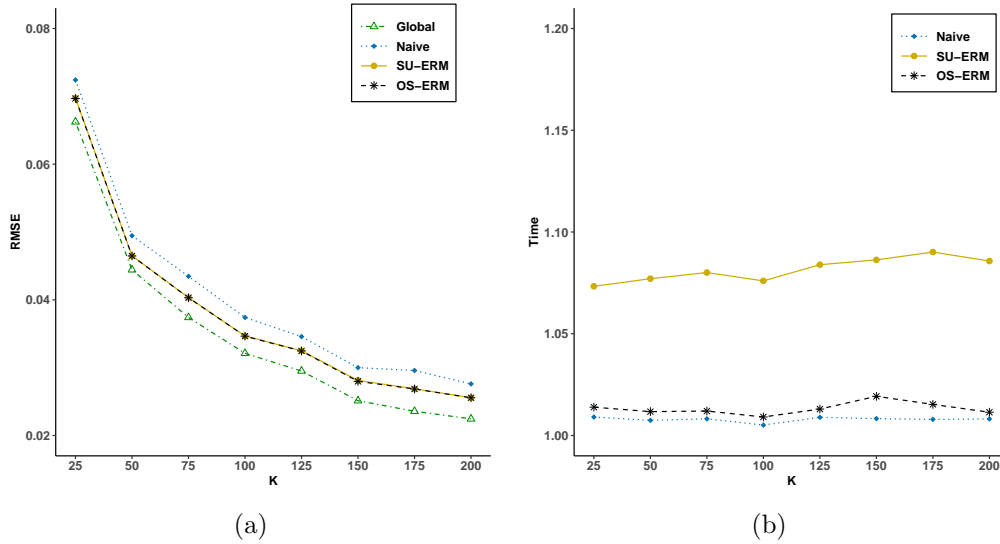 0.08
0.06
0.04
0.02
RMSE
Global
Naive
SU−ERM
OS−ERM
25 50 75 100 125 150 175 200
K
(a)
1.20
1.15
1.10
1.05
1.00
Time
Naive
SU−ERM
OS−ERM
25 50 75 100 125 150 175 200
K
(b)